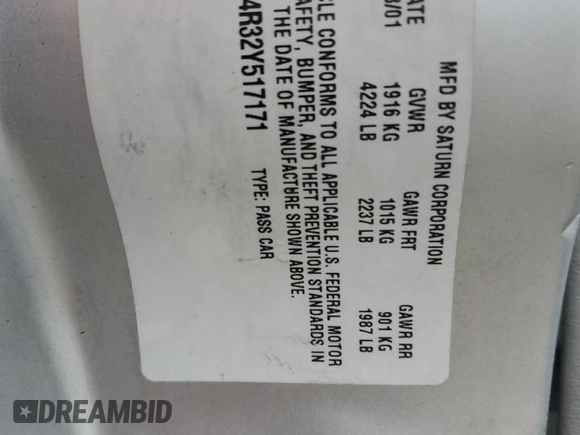 MFD BY SATURN CORPORATION
ATE GVWR GAWR FRT GAWR RR
/01 1916 KG 1015 KG 901 KG
4224 LB 2237 LB 1987 LB
CLE CONFORMS TO ALL APPLICABLE U.S. FEDERAL MOTOR
AFETY, BUMPER, AND THEFT PREVENTION STANDARDS IN
THE DATE OF MANUFACTURE SHOWN ABOVE.
4R32Y517171 TYPE: PASS CAR
DREAMBID